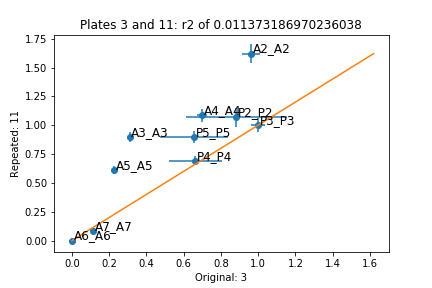 Plates 3 and 11: r2 of 0.011373186970236038
1.75
1.50
1.25
1.00
0.75
0.50
0.25
0.00
Repeated: 11
A2_A2
A4_A4
P2_P2
P3_P3
A3_A3
P5_P5
P4_P4
A5_A5
A7_A7
A6_A6
0.0 0.2 0.4 0.6 0.8 1.0 1.2 1.4 1.6
Original: 3